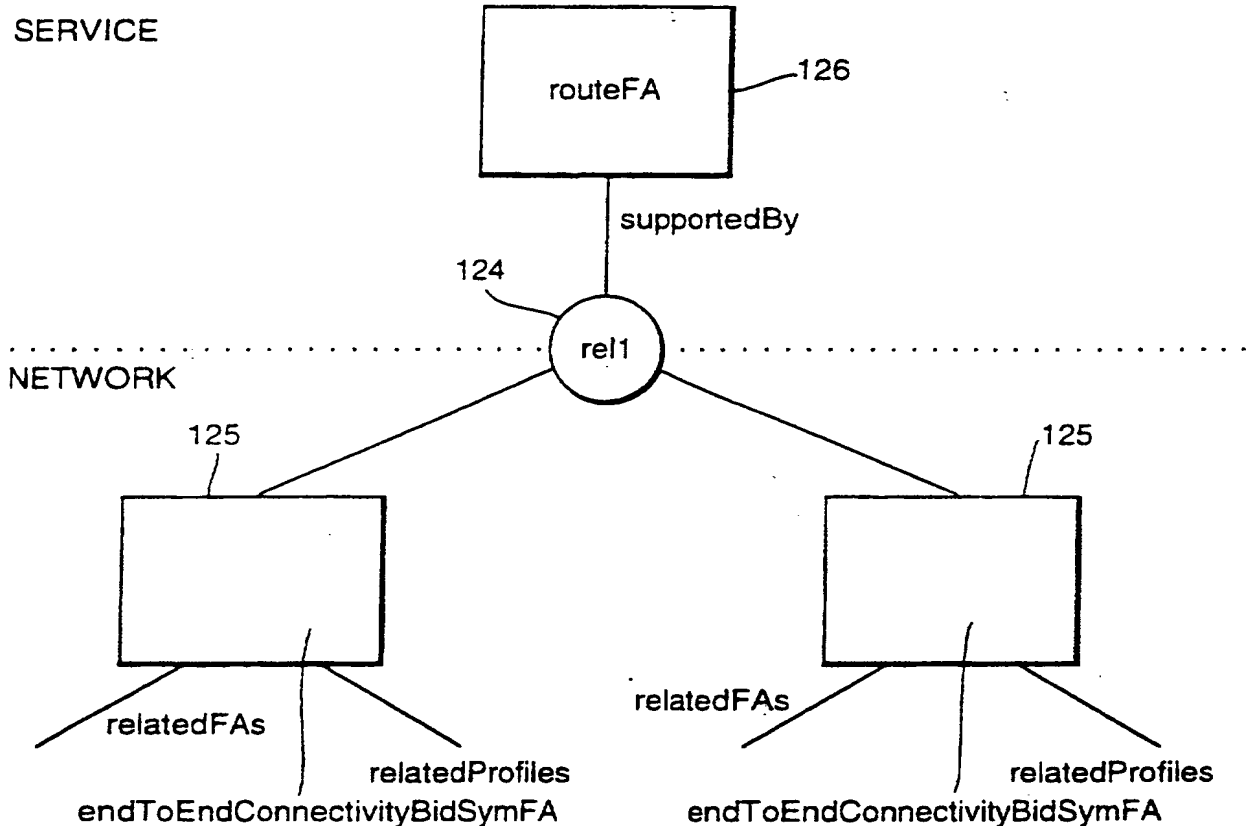 SERVICE
routeFA
126
supportedBy
124
rel1
NETWORK
125
125
relatedFAs
relatedProfiles
endToEndConnectivityBidSymFA
relatedFAs
relatedProfiles
endToEndConnectivityBidSymFA